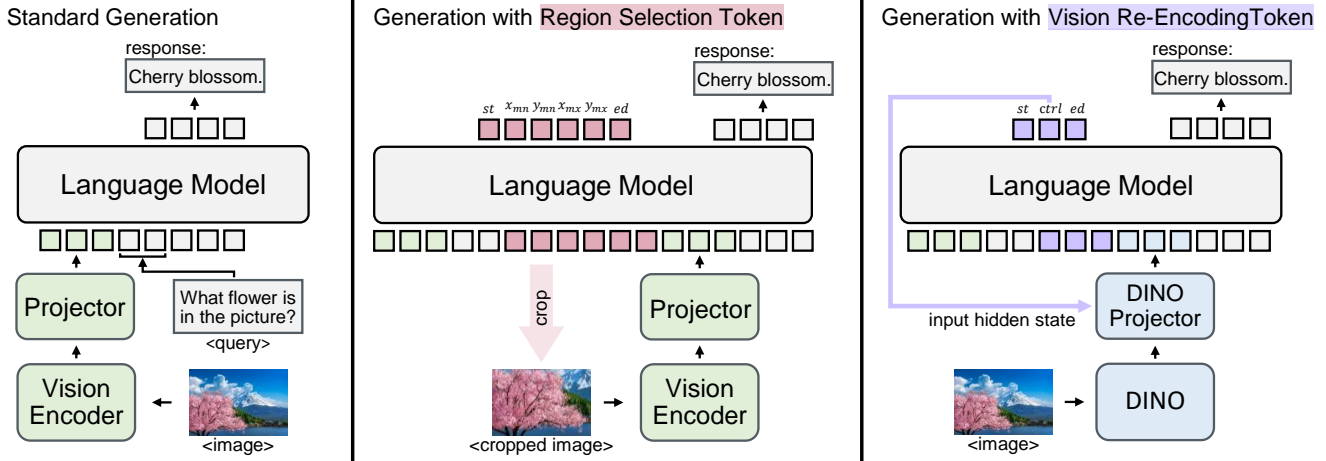 Standard Generation
response:
Cherry blossom.
Language Model
Projector
What flower is
in the picture?
<query>
Vision
Encoder
<image>
Generation with Region Selection Token
response:
Cherry blossom.
st x_mn y_mn x_mx y_mx ed
Language Model
crop
Projector
<cropped image>
Vision
Encoder
Generation with Vision Re-EncodingToken
response:
Cherry blossom.
st ctrl ed
Language Model
input hidden state
DINO
Projector
<image>
DINO